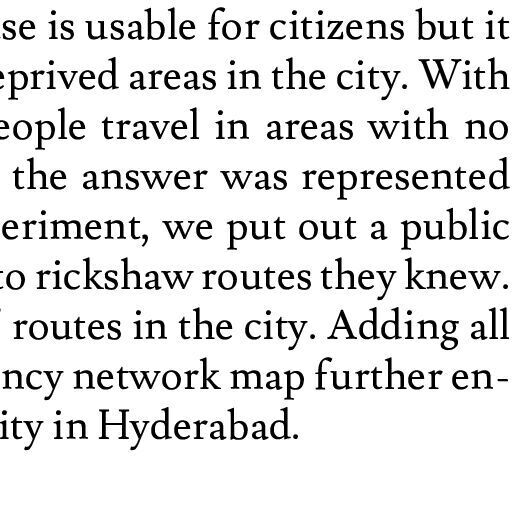 se is usable for citizens but it
eprived areas in the city. With
eople travel in areas with no
the answer was represented
eriment, we put out a public
to rickshaw routes they knew.
routes in the city. Adding all
ncy network map further en-
ity in Hyderabad.